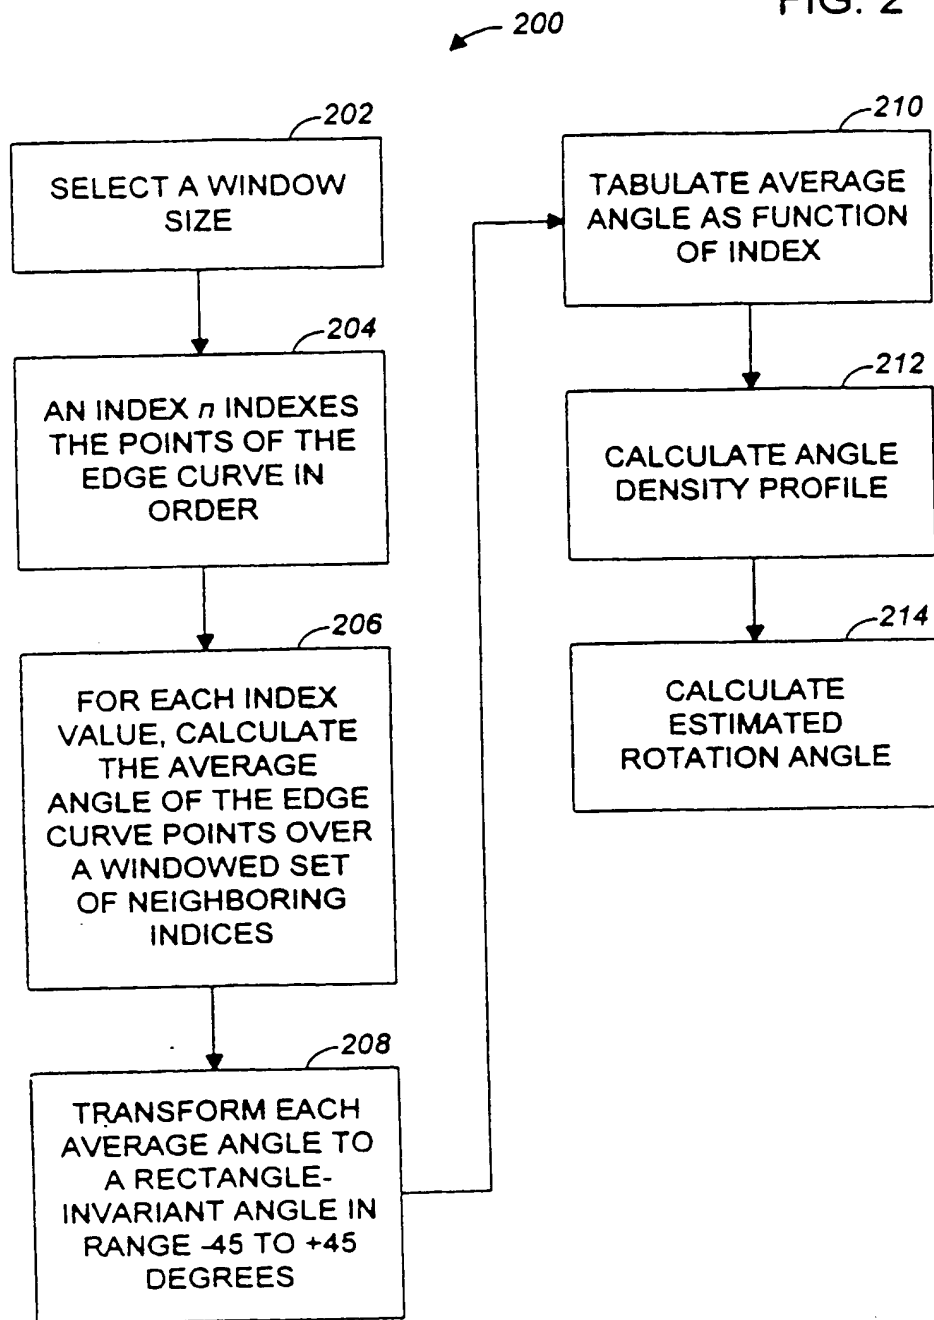 FIG. 2
200
202
SELECT A WINDOW
SIZE
204
AN INDEX n INDEXES
THE POINTS OF THE
EDGE CURVE IN
ORDER
206
FOR EACH INDEX
VALUE, CALCULATE
THE AVERAGE
ANGLE OF THE EDGE
CURVE POINTS OVER
A WINDOWED SET
OF NEIGHBORING
INDICES
208
TRANSFORM EACH
AVERAGE ANGLE TO
A RECTANGLE-
INVARIANT ANGLE IN
RANGE -45 TO +45
DEGREES
210
TABULATE AVERAGE
ANGLE AS FUNCTION
OF INDEX
212
CALCULATE ANGLE
DENSITY PROFILE
214
CALCULATE
ESTIMATED
ROTATION ANGLE